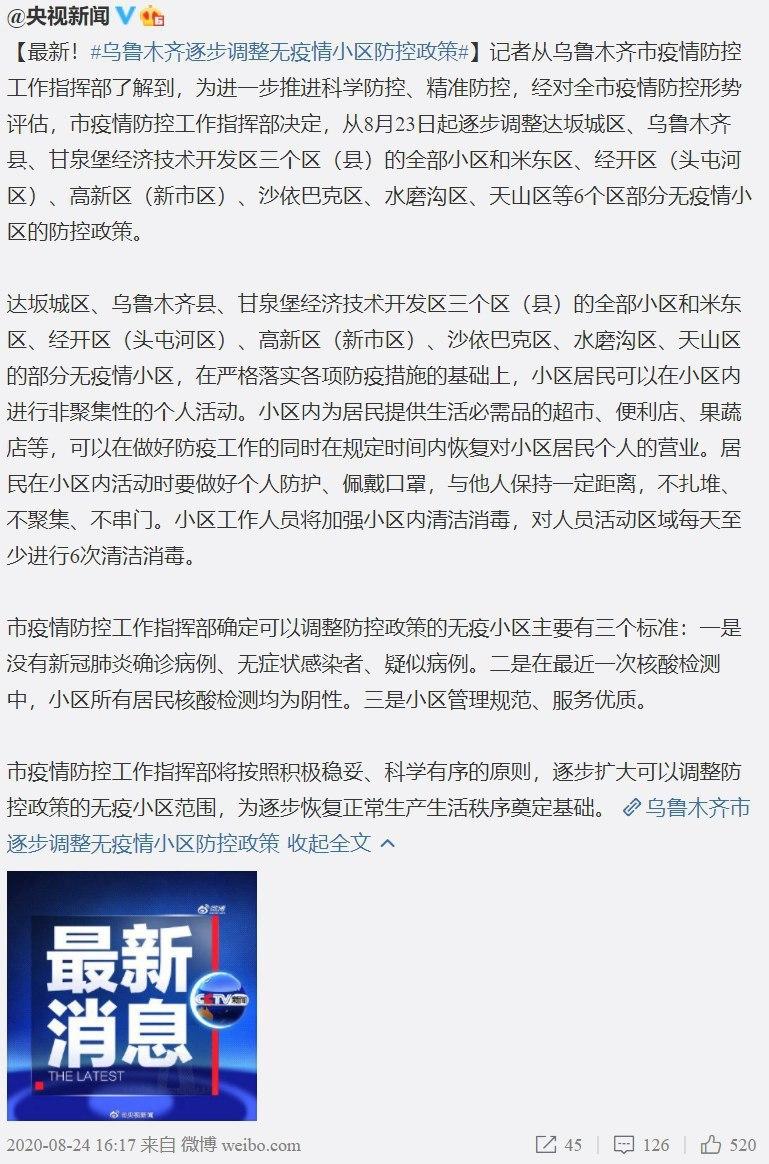 @央视新闻
【最新！#乌鲁木齐逐步调整无疫情小区防控政策#】记者从乌鲁木齐市疫情防控
工作指挥部了解到，为进一步推进科学防控、精准防控，经对全市疫情防控形势
评估，市疫情防控工作指挥部决定，从8月23日起逐步调整达坂城区、乌鲁木齐
县、甘泉堡经济技术开发区三个区（县）的全部小区和米东区、经开区（头屯河
区）、高新区（新市区）、沙依巴克区、水磨沟区、天山区等6个区部分无疫情小
区的防控政策。
达坂城区、乌鲁木齐县、甘泉堡经济技术开发区三个区（县）的全部小区和米东
区、经开区（头屯河区）、高新区（新市区）、沙依巴克区、水磨沟区、天山区
的部分无疫情小区，在严格落实各项防疫措施的基础上，小区居民可以在小区内
进行非聚集性的个人活动。小区内为居民提供生活必需品的超市、便利店、果蔬
店等，可以在做好防疫工作的同时在规定时间内恢复对小区居民个人的营业。居
民在小区内活动时要做好个人防护、佩戴口罩，与他人保持一定距离，不扎堆、
不聚集、不串门。小区工作人员将加强小区内清洁消毒，对人员活动区域每天至
少进行6次清洁消毒。
市疫情防控工作指挥部确定可以调整防控政策的无疫小区主要有三个标准：一是
没有新冠肺炎确诊病例、无症状感染者、疑似病例。二是在最近一次核酸检测
中，小区所有居民核酸检测均为阴性。三是小区管理规范、服务优质。
市疫情防控工作指挥部将按照积极稳妥、科学有序的原则，逐步扩大可以调整防
控政策的无疫小区范围，为逐步恢复正常生产生活秩序奠定基础。 乌鲁木齐市
逐步调整无疫情小区防控政策 收起全文
微博
最新
CCTV新闻
消息
THE LATEST
@央视新闻
2020-08-24 16:17 来自 微博 weibo.com
45 126 520